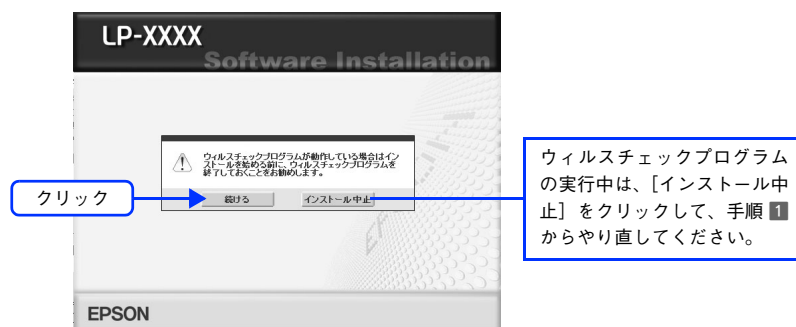 LP-XXXX
Software Installation
ウィルスチェックプログラムが動作している場合はイン
ストールを始める前に、ウィルスチェックプログラムを
終了しておくことをお勧めします。
クリック
続ける
インストール中止
ウィルスチェックプログラム
の実行中は、[インストール中
止]をクリックして、手順 1
からやり直してください。
EPSON